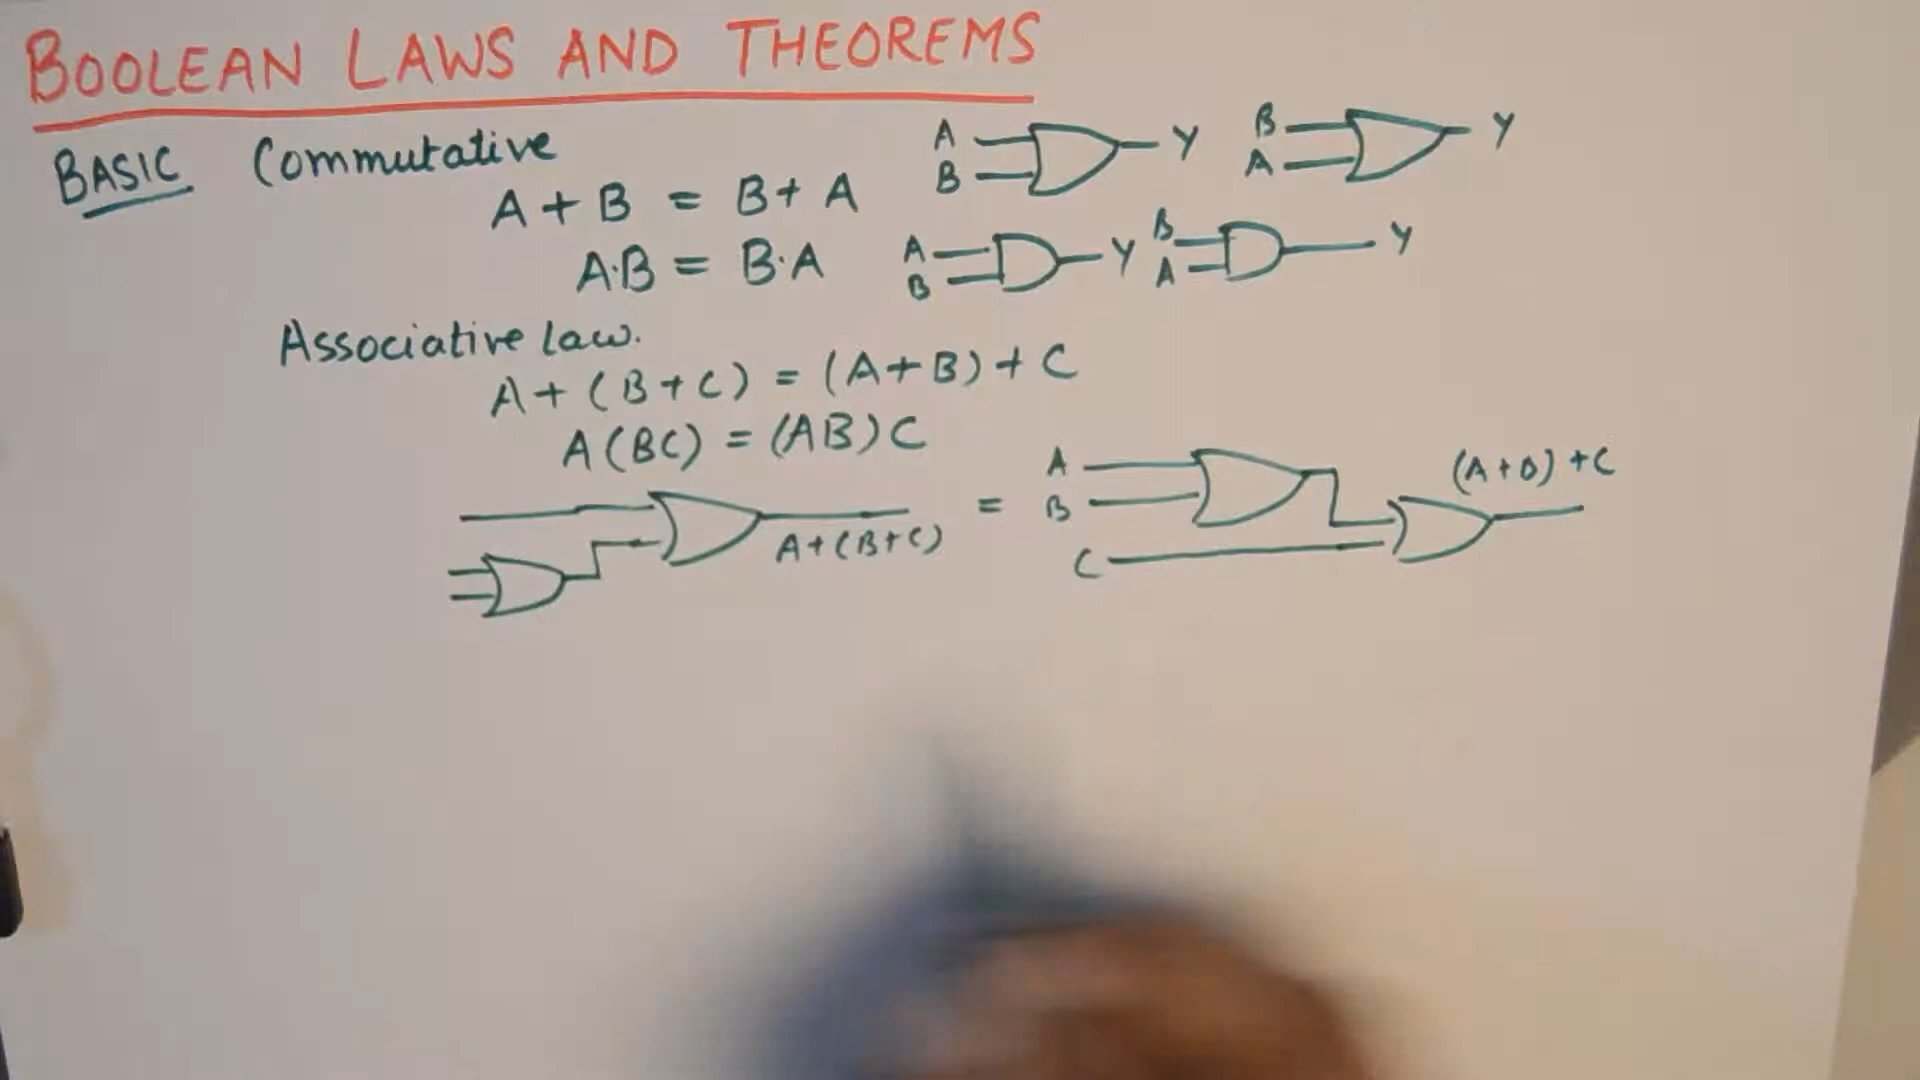 BOOLEAN LAWS AND THEOREMS
BASIC Commutative
A + B = B + A
A B Y
B A Y
A·B = B·A
A B Y
B A Y
Associative law.
A + (B + C) = (A + B) + C
A (BC) = (AB) C
A + (B + C)
=
A
B
C
(A + B) + C